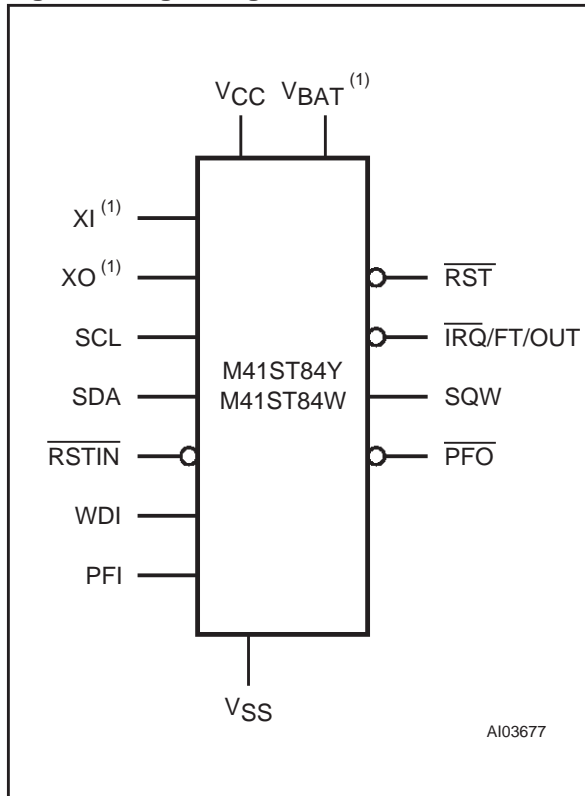 VCC VBAT (1)
XI (1)
XO (1)
SCL
SDA
RSTIN
WDI
PFI
M41ST84Y
M41ST84W
RST
IRQ/FT/OUT
SQW
PFO
VSS
AI03677